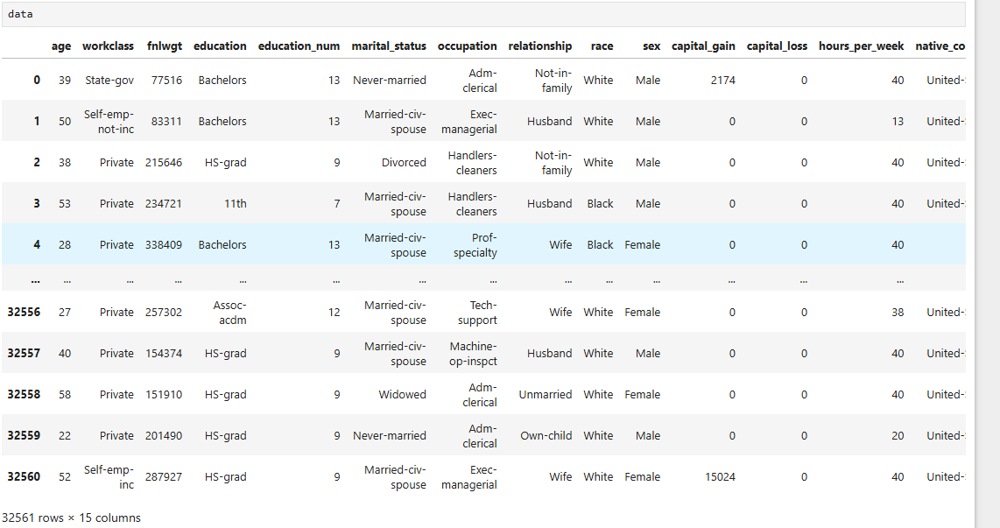 data
age workclass fnlwgt education education_num marital_status occupation relationship race sex capital_gain capital_loss hours_per_week native_co
0 39 State-gov 77516 Bachelors 13 Never-married Adm-clerical Not-in-family White Male 2174 0 40 United-
1 50 Self-emp-not-inc 83311 Bachelors 13 Married-civ-spouse Exec-managerial Husband White Male 0 0 13 United-
2 38 Private 215646 HS-grad 9 Divorced Handlers-cleaners Not-in-family White Male 0 0 40 United-
3 53 Private 234721 11th 7 Married-civ-spouse Handlers-cleaners Husband Black Male 0 0 40 United-
4 28 Private 338409 Bachelors 13 Married-civ-spouse Prof-specialty Wife Black Female 0 0 40
... ... ... ... ... ... ... ... ... ... ... ... ... ...
32556 27 Private 257302 Assoc-acdm 12 Married-civ-spouse Tech-support Wife White Female 0 0 38 United-
32557 40 Private 154374 HS-grad 9 Married-civ-spouse Machine-op-inspct Husband White Male 0 0 40 United-
32558 58 Private 151910 HS-grad 9 Widowed Adm-clerical Unmarried White Female 0 0 40 United-
32559 22 Private 201490 HS-grad 9 Never-married Adm-clerical Own-child White Male 0 0 20 United-
32560 52 Self-emp-inc 287927 HS-grad 9 Married-civ-spouse Exec-managerial Wife White Female 15024 0 40 United-
32561 rows × 15 columns